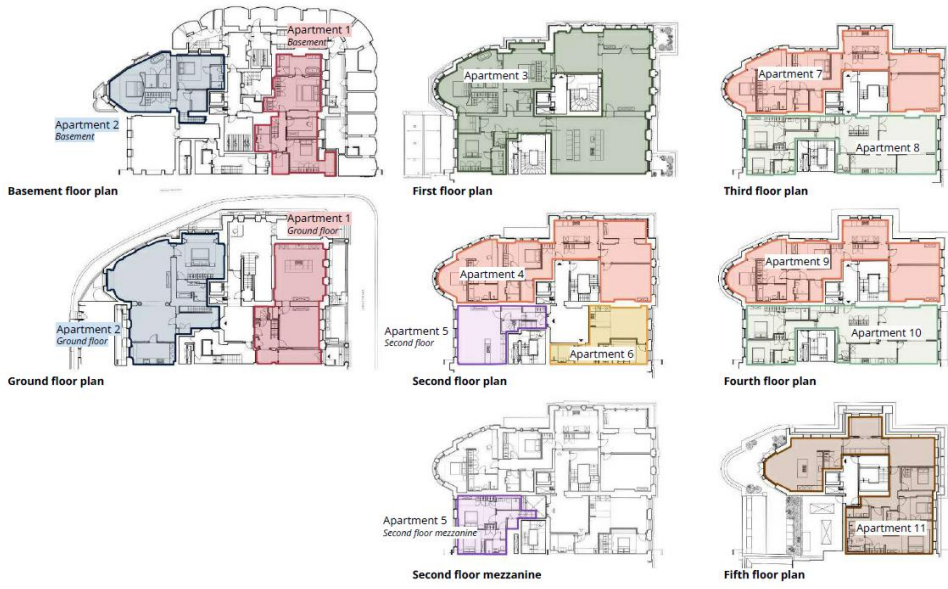 Apartment 1
Basement
Apartment 2
Basement
Basement floor plan
Apartment 3
First floor plan
Apartment 7
Apartment 8
Third floor plan
Apartment 1
Ground floor
Apartment 2
Ground floor
Ground floor plan
Apartment 4
Apartment 5
Second floor
Apartment 6
Second floor plan
Apartment 9
Apartment 10
Fourth floor plan
Apartment 5
Second floor mezzanine
Second floor mezzanine
Apartment 11
Fifth floor plan